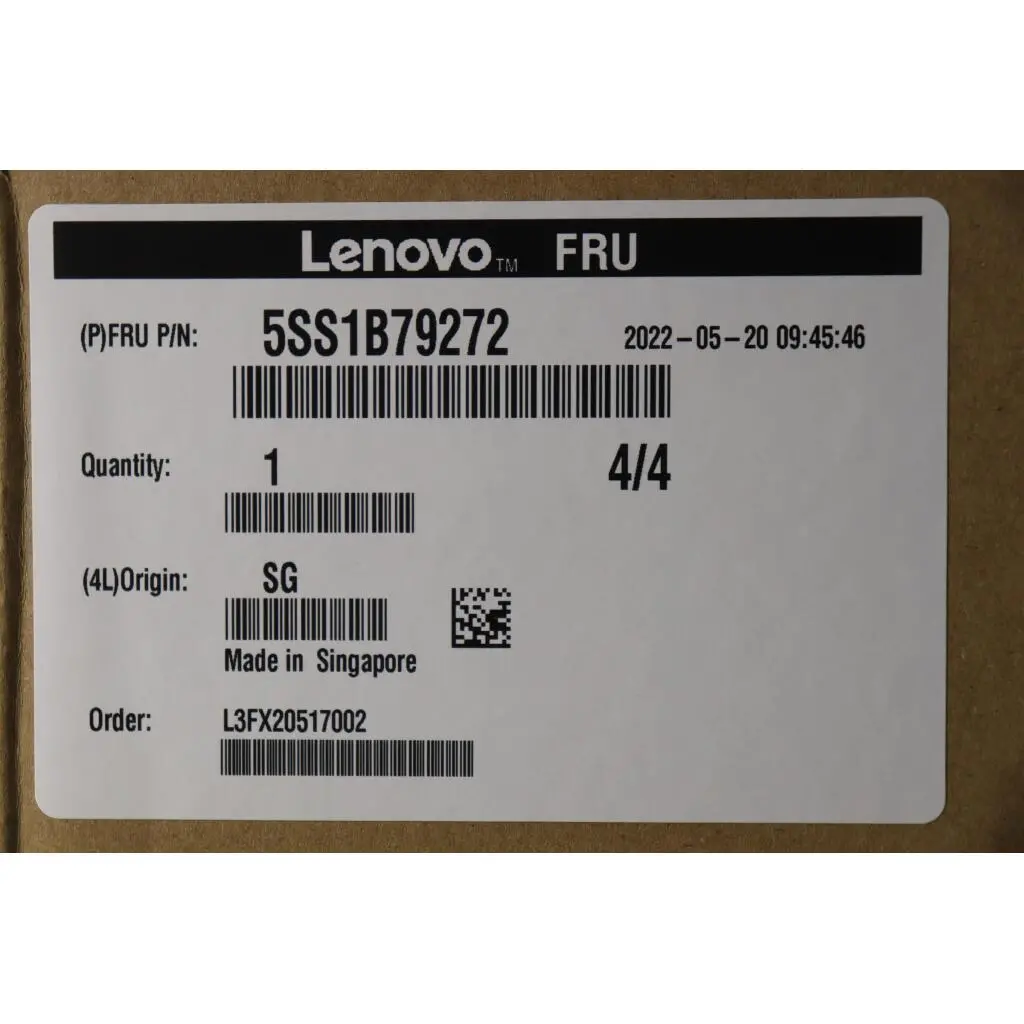 Lenovo™ FRU
(P)FRU P/N: 5SS1B79272 2022-05-20 09:45:46
Quantity: 1 4/4
(4L)Origin: SG
Made in Singapore
Order: L3FX20517002